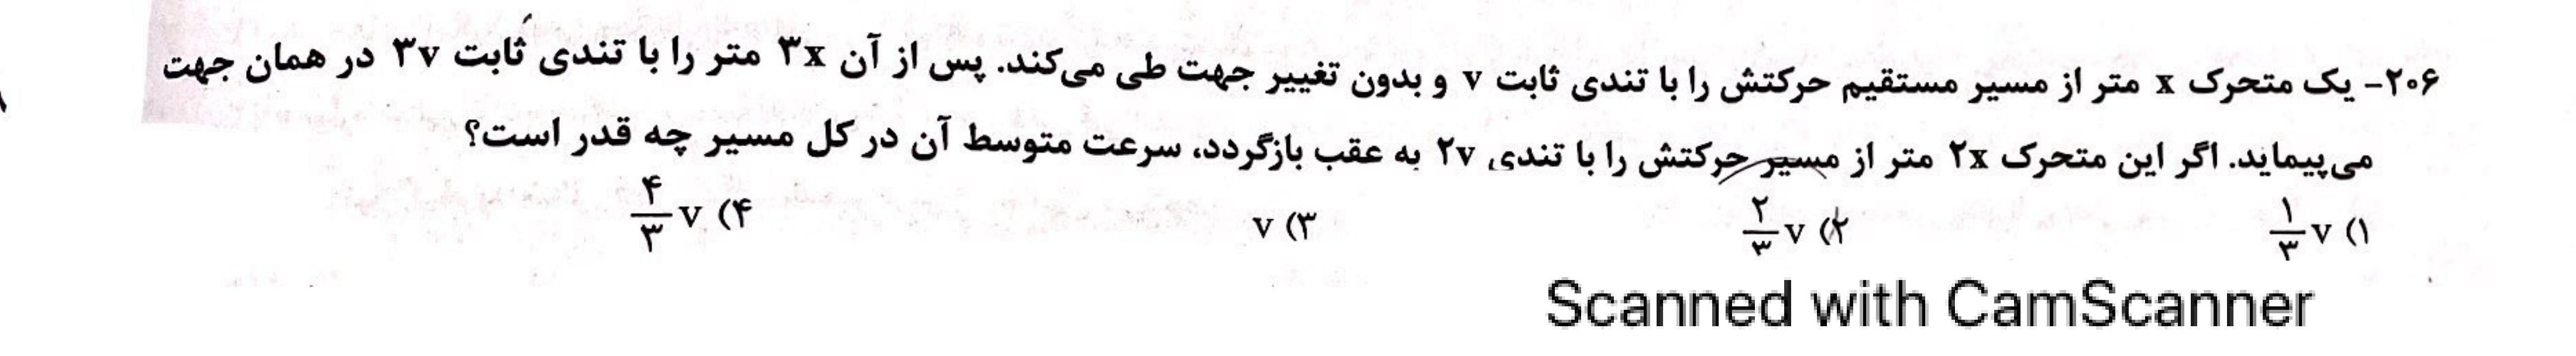 ۲۰۶- یک متحرک x متر از مسیر مستقیم حرکتش را با تندی ثابت v و بدون تغییر جهت طی می‌کند. پس از آن ۳x متر را با تندی ثابت ۳v در همان جهت
می‌پیماید. اگر این متحرک ۲x متر از مسیر حرکتش را با تندی ۲v به عقب بازگردد، سرعت متوسط آن در کل مسیر چه قدر است؟
۱) ۱/۳ v ۲) ۲/۳ v ۳) v ۴) ۴/۳ v
Scanned with CamScanner